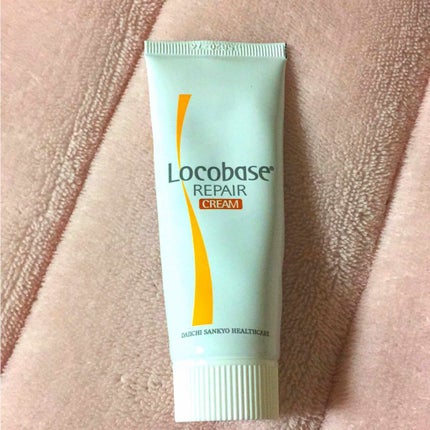 Locobase®
REPAIR
CREAM
DAIICHI SANKYO HEALTHCARE